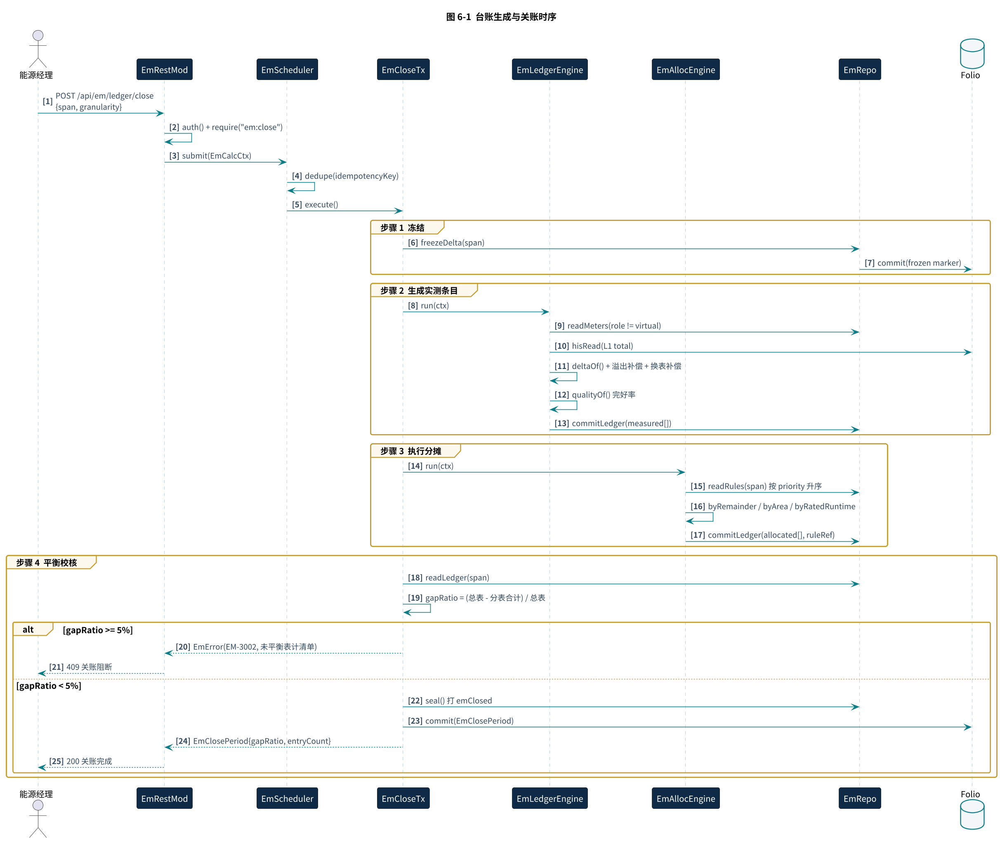 图 6-1 台账生成与关账时序
能源经理
EmRestMod
EmScheduler
EmCloseTx
EmLedgerEngine
EmAllocEngine
EmRepo
Folio
[1] POST /api/em/ledger/close
{span, granularity}
[2] auth() + require("em:close")
[3] submit(EmCalcCtx)
[4] dedupe(idempotencyKey)
[5] execute()
步骤 1 冻结
[6] freezeDelta(span)
[7] commit(frozen marker)
步骤 2 生成实测条目
[8] run(ctx)
[9] readMeters(role != virtual)
[10] hisRead(L1 total)
[11] deltaOf() + 溢出补偿 + 换表补偿
[12] qualityOf() 完好率
[13] commitLedger(measured[])
步骤 3 执行分摊
[14] run(ctx)
[15] readRules(span) 按 priority 升序
[16] byRemainder / byArea / byRatedRuntime
[17] commitLedger(allocated[], ruleRef)
步骤 4 平衡校核
[18] readLedger(span)
[19] gapRatio = (总表 - 分表合计) / 总表
alt [gapRatio >= 5%]
[20] EmError(EM-3002, 未平衡表计清单)
[21] 409 关账阻断
[gapRatio < 5%]
[22] seal() 打 emClosed
[23] commit(EmClosePeriod)
[24] EmClosePeriod{gapRatio, entryCount}
[25] 200 关账完成
能源经理
EmRestMod
EmScheduler
EmCloseTx
EmLedgerEngine
EmAllocEngine
EmRepo
Folio